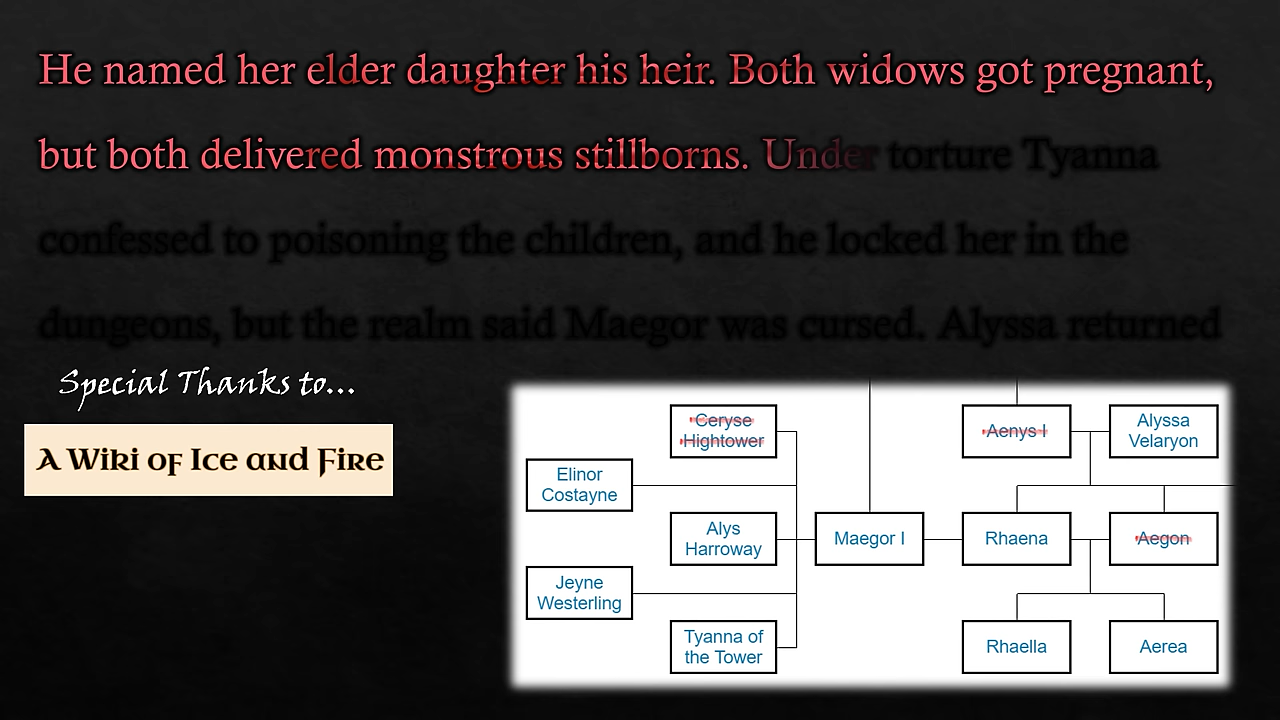 He named her elder daughter his heir. Both widows got pregnant,
but both delivered monstrous stillborns. Under torture Tyanna
confessed to poisoning the children, and he locked her in the
dungeons, but the realm said Maegor was cursed. Alyssa returned
Special Thanks to...
A Wiki of Ice and Fire
Ceryse
Hightower
Aenys I
Alyssa
Velaryon
Elinor
Costayne
Alys
Harroway
Maegor I
Rhaena
Aegon
Jeyne
Westerling
Tyanna of
the Tower
Rhaella
Aerea